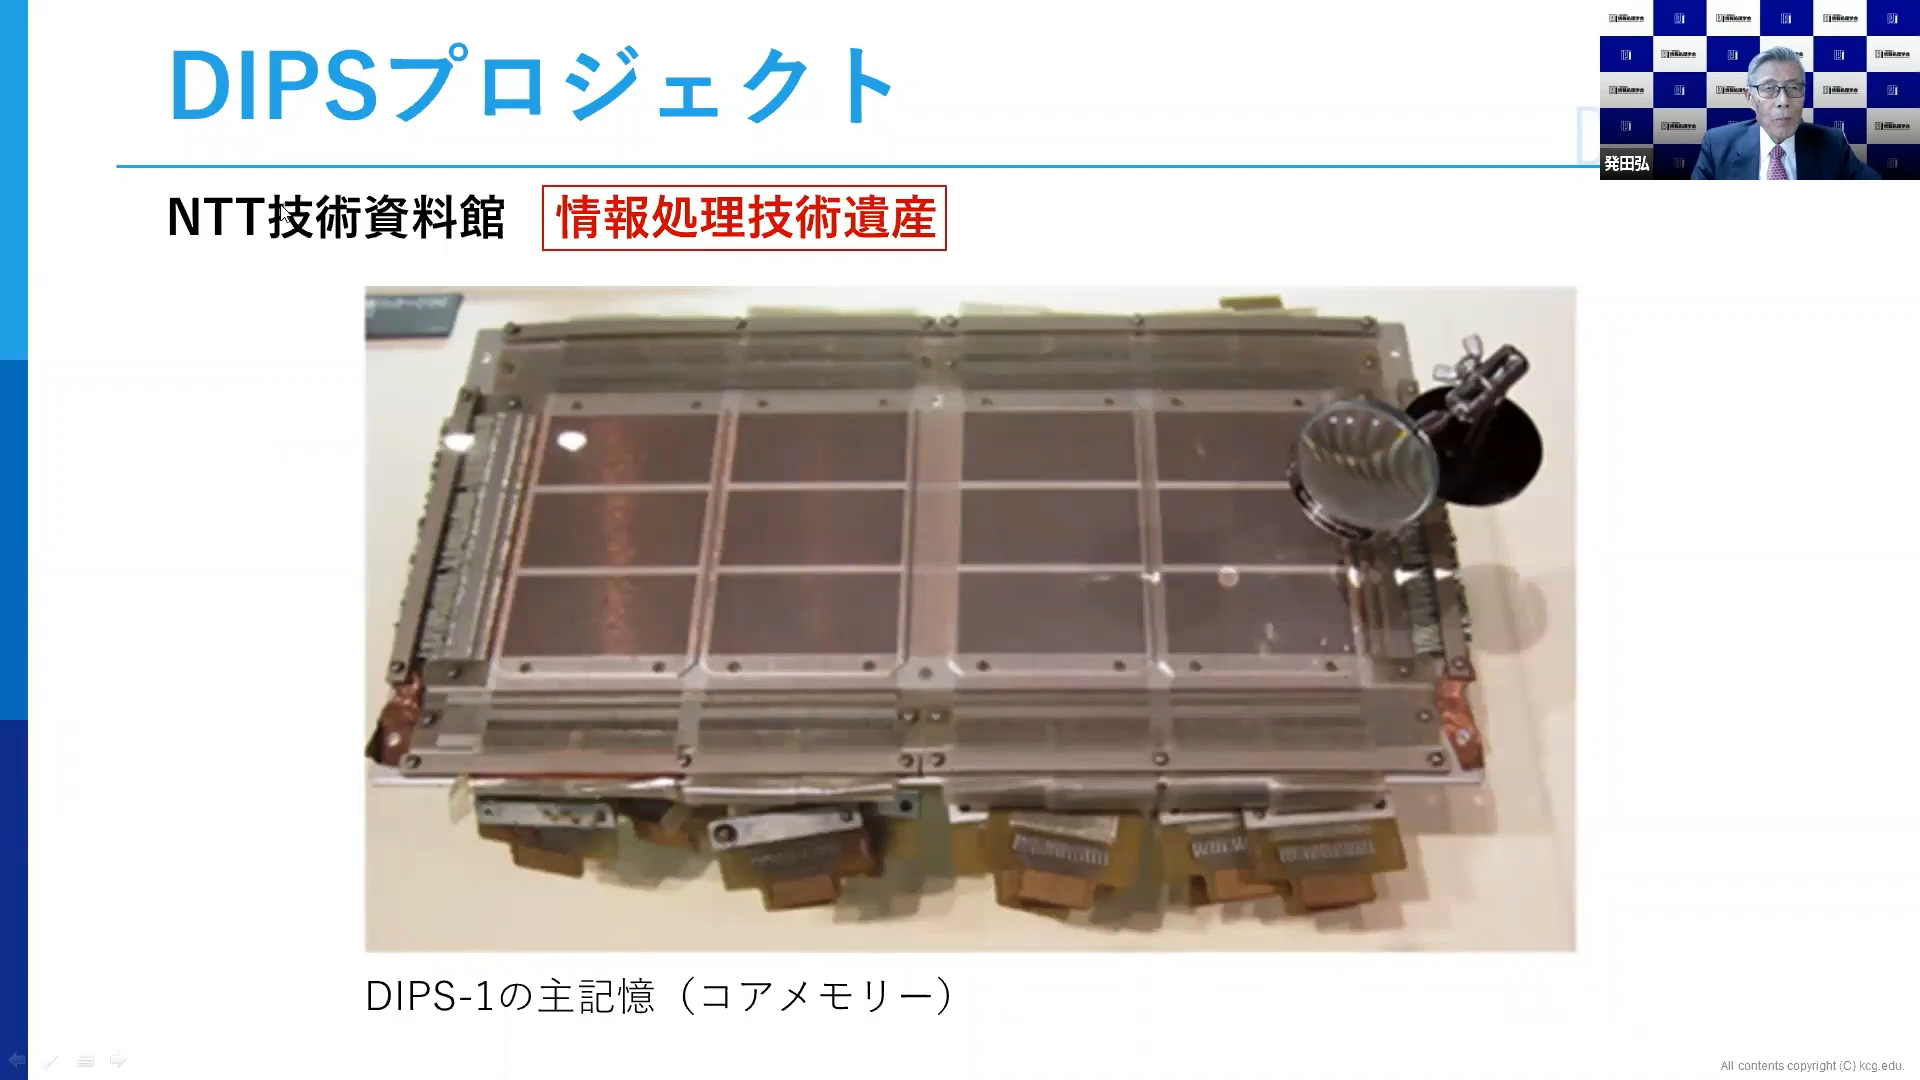 DIPSプロジェクト
NTT技術資料館
情報処理技術遺産
発田弘
DIPS-1の主記憶（コアメモリー）
All contents copyright (C) kcg.edu.